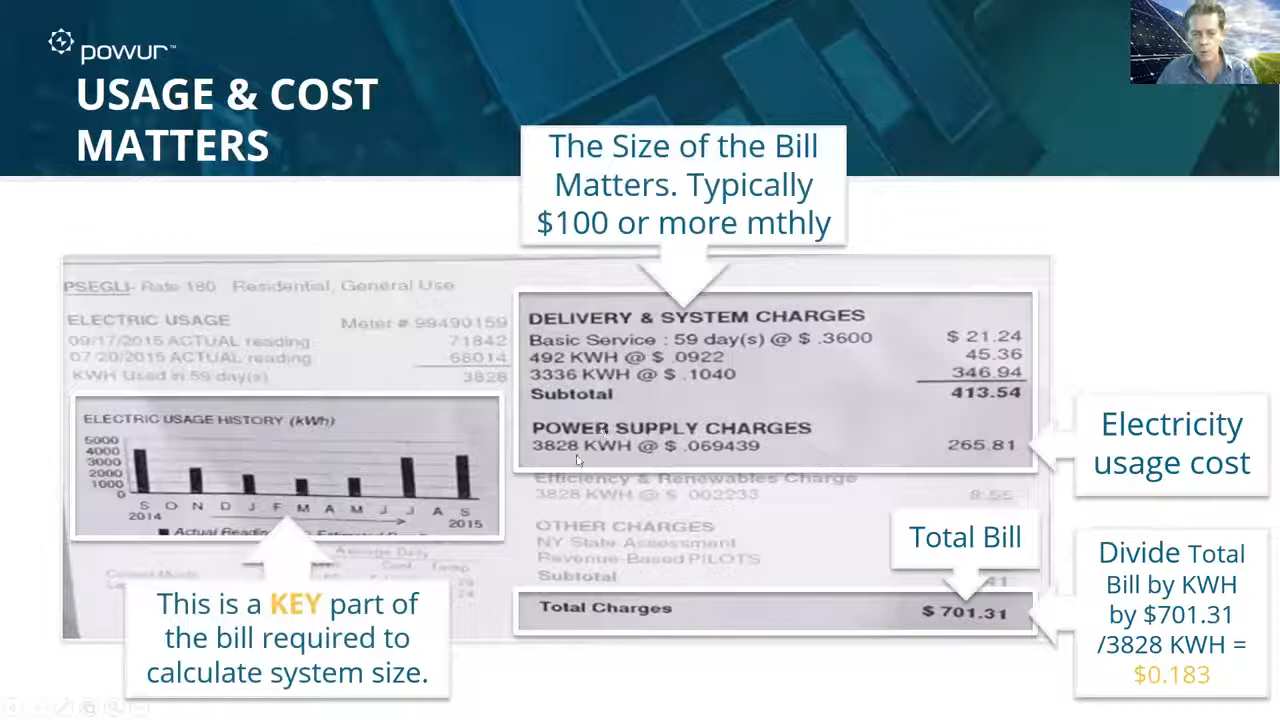 powur™
USAGE & COST
MATTERS
The Size of the Bill
Matters. Typically
$100 or more mthly
PSEGLI- Rate 180 Residential, General Use
ELECTRIC USAGE Meter # 99490159
09/17/2015 ACTUAL reading 71842
07/20/2015 ACTUAL reading 68014
KWH Used in 59 day(s) 3828
ELECTRIC USAGE HISTORY (kWh)
5000
4000
3000
2000
1000
0
S O N D J F M A M J J A S
2014 2015
Actual Reading
DELIVERY & SYSTEM CHARGES
Basic Service : 59 day(s) @ $ .3600 $ 21.24
492 KWH @ $ .0922 45.36
3336 KWH @ $ .1040 346.94
Subtotal 413.54
POWER SUPPLY CHARGES
3828 KWH @ $ .069439 265.81
Efficiency & Renewables Charge
3828 KWH @ $ .002233 8.55
OTHER CHARGES
NY State Assessment
Revenue-Based PILOTS
Subtotal
Total Charges $ 701.31
Average Daily
Temp
Electricity
usage cost
Total Bill
Divide Total
Bill by KWH
by $701.31
/3828 KWH =
$0.183
This is a KEY part of
the bill required to
calculate system size.